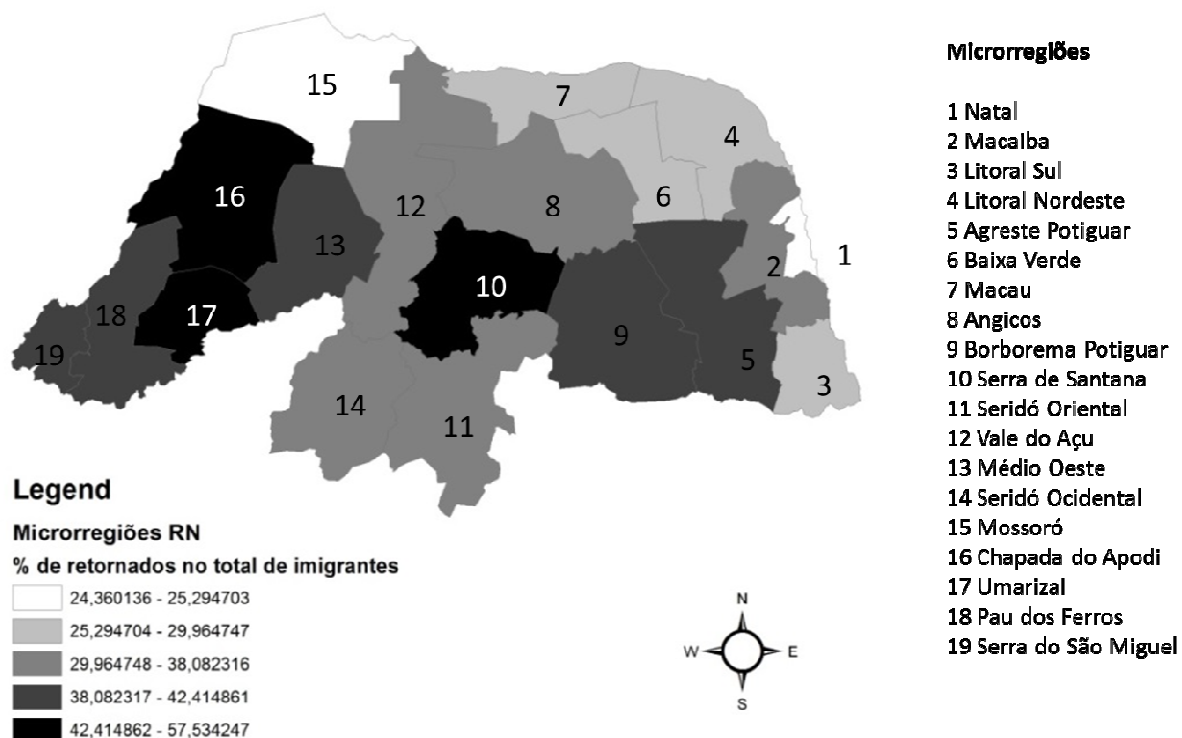 15
7
4
16
12
8
6
13
1
2
10
17
18
9
19
5
3
14
11
Microrregiões
1 Natal
2 Macaíba
3 Litoral Sul
4 Litoral Nordeste
5 Agreste Potiguar
6 Baixa Verde
7 Macau
8 Angicos
9 Borborema Potiguar
10 Serra de Santana
11 Seridó Oriental
12 Vale do Açu
13 Médio Oeste
14 Seridó Ocidental
15 Mossoró
16 Chapada do Apodi
17 Umarizal
18 Pau dos Ferros
19 Serra do São Miguel
Legend
Microrregiões RN
% de retornados no total de imigrantes
24,360136 - 25,294703
25,294704 - 29,964747
29,964748 - 38,082316
38,082317 - 42,414861
42,414862 - 57,534247
N
W E
S